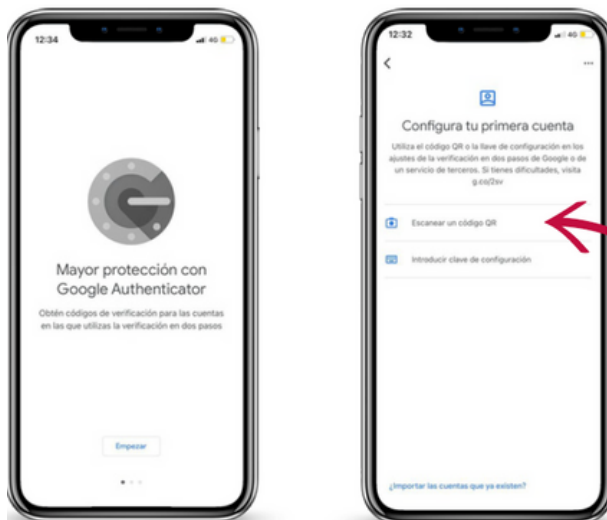 12:34
4G
Mayor protección con
Google Authenticator
Obtén códigos de verificación para las cuentas
en las que utilizas la verificación en dos pasos
Empezar
12:32
4G
Configura tu primera cuenta
Utiliza el código QR o la llave de configuración en los
ajustes de la verificación en dos pasos de Google o de
un servicio de terceros. Si tienes dificultades, visita
g.co/2sv
Escanear un código QR
Introducir clave de configuración
¿Importar las cuentas que ya existen?